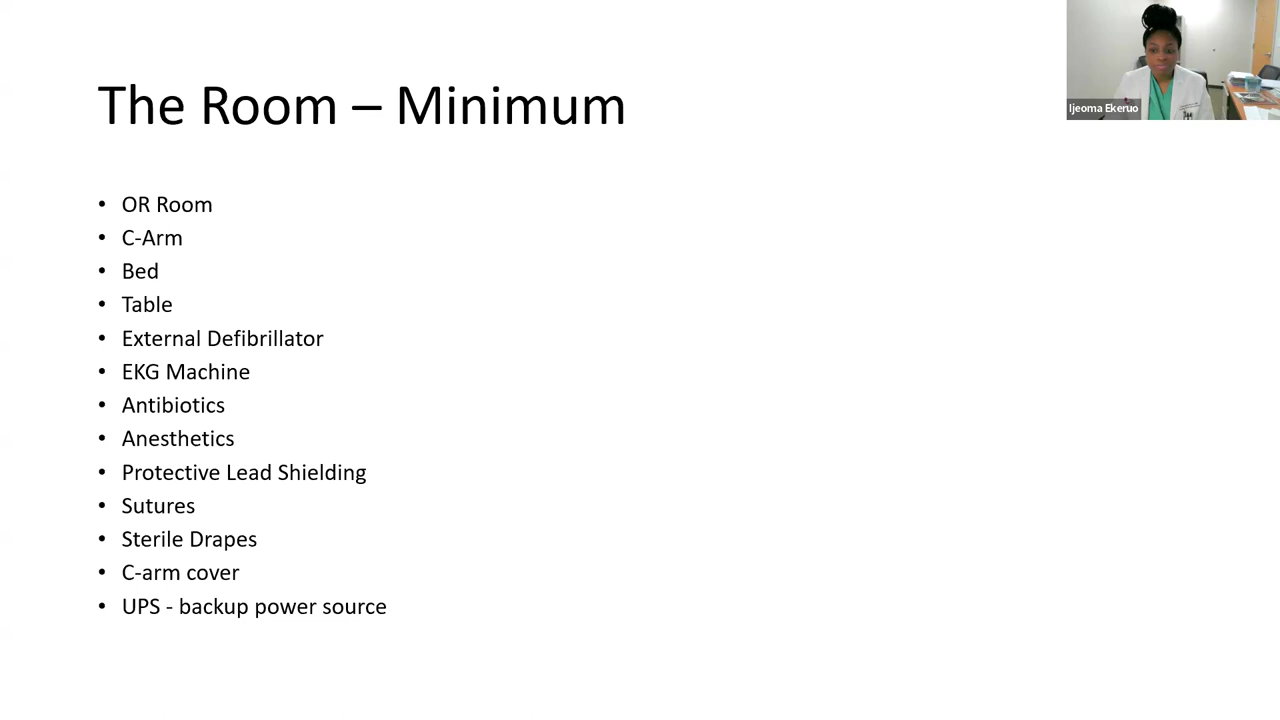 The Room – Minimum
Ijeoma Ekeruo
• OR Room
• C-Arm
• Bed
• Table
• External Defibrillator
• EKG Machine
• Antibiotics
• Anesthetics
• Protective Lead Shielding
• Sutures
• Sterile Drapes
• C-arm cover
• UPS - backup power source